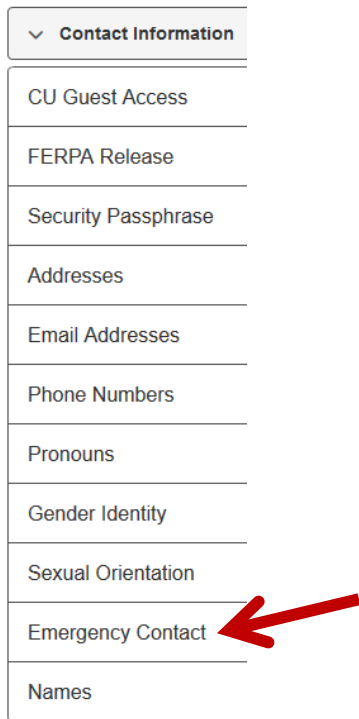 Contact Information
CU Guest Access
FERPA Release
Security Passphrase
Addresses
Email Addresses
Phone Numbers
Pronouns
Gender Identity
Sexual Orientation
Emergency Contact
Names